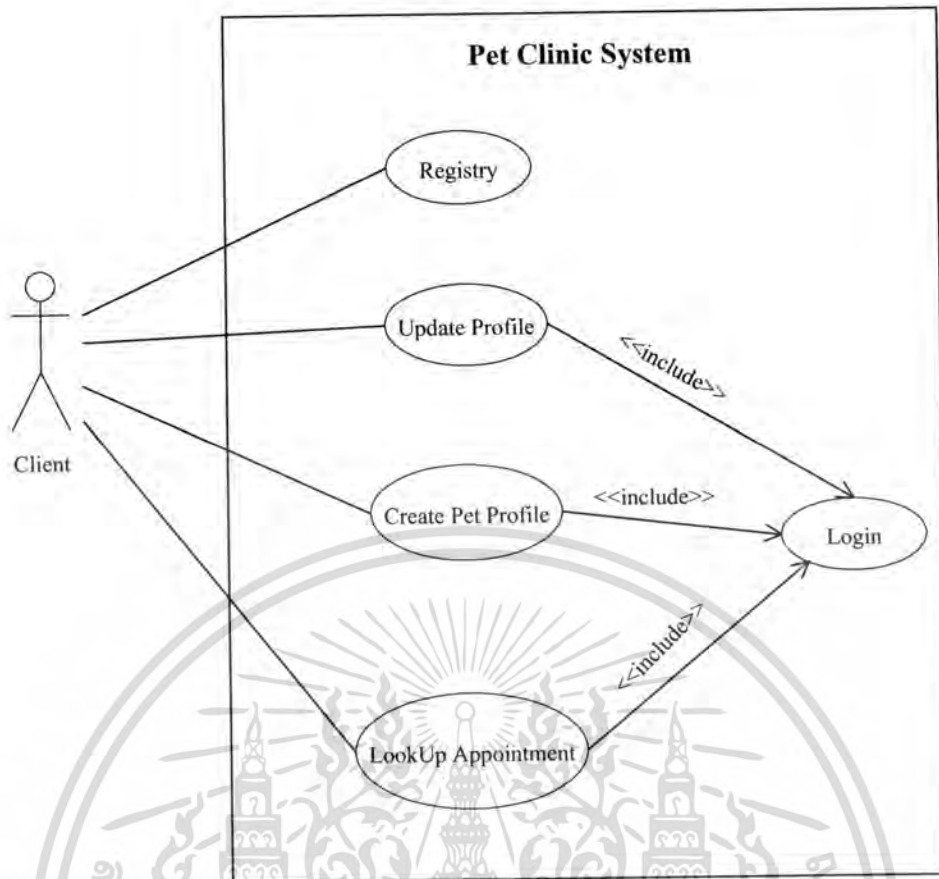 Pet Clinic System
Registry
Update Profile
<<include>>
Client
Create Pet Profile
<<include>>
Login
<<include>>
LookUp Appointment